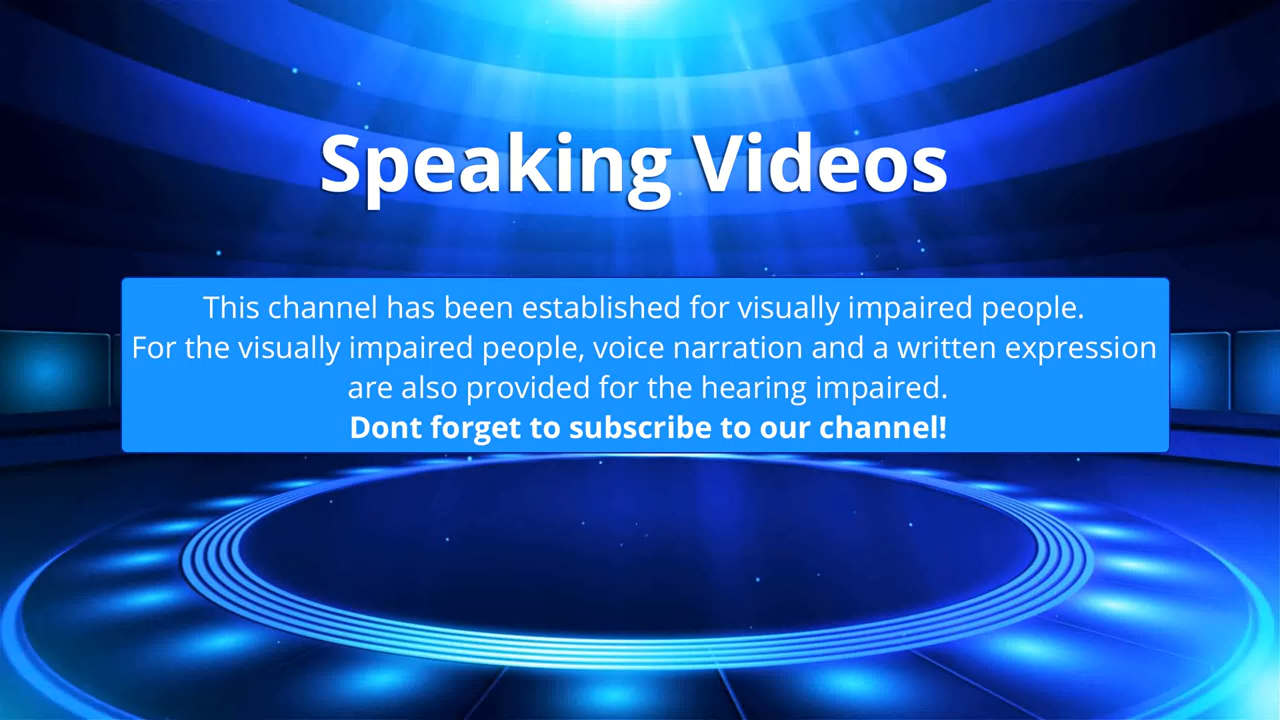 Speaking Videos
This channel has been established for visually impaired people.
For the visually impaired people, voice narration and a written expression
are also provided for the hearing impaired.
Dont forget to subscribe to our channel!